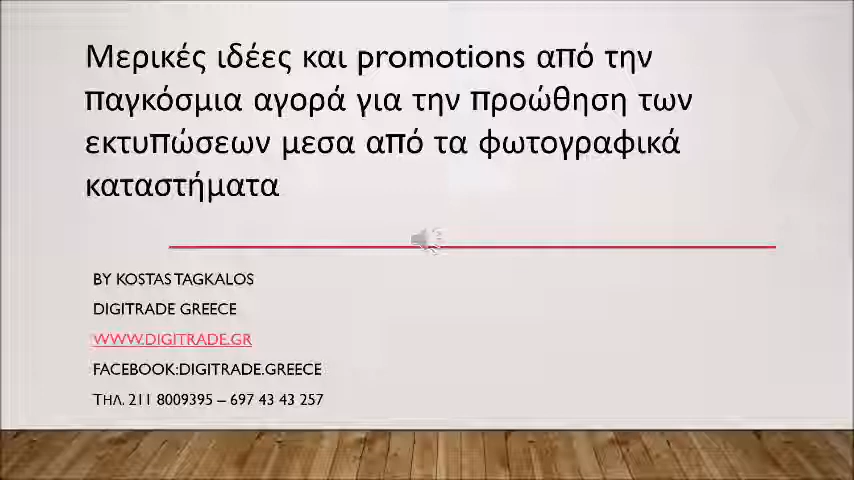 Μερικές ιδέες και promotions από την
παγκόσμια αγορά για την προώθηση των
εκτυπώσεων μεσα από τα φωτογραφικά
καταστήματα
BY KOSTAS TAGKALOS
DIGITRADE GREECE
WWW.DIGITRADE.GR
FACEBOOK:DIGITRADE.GREECE
ΤΗΛ. 211 8009395 – 697 43 43 257